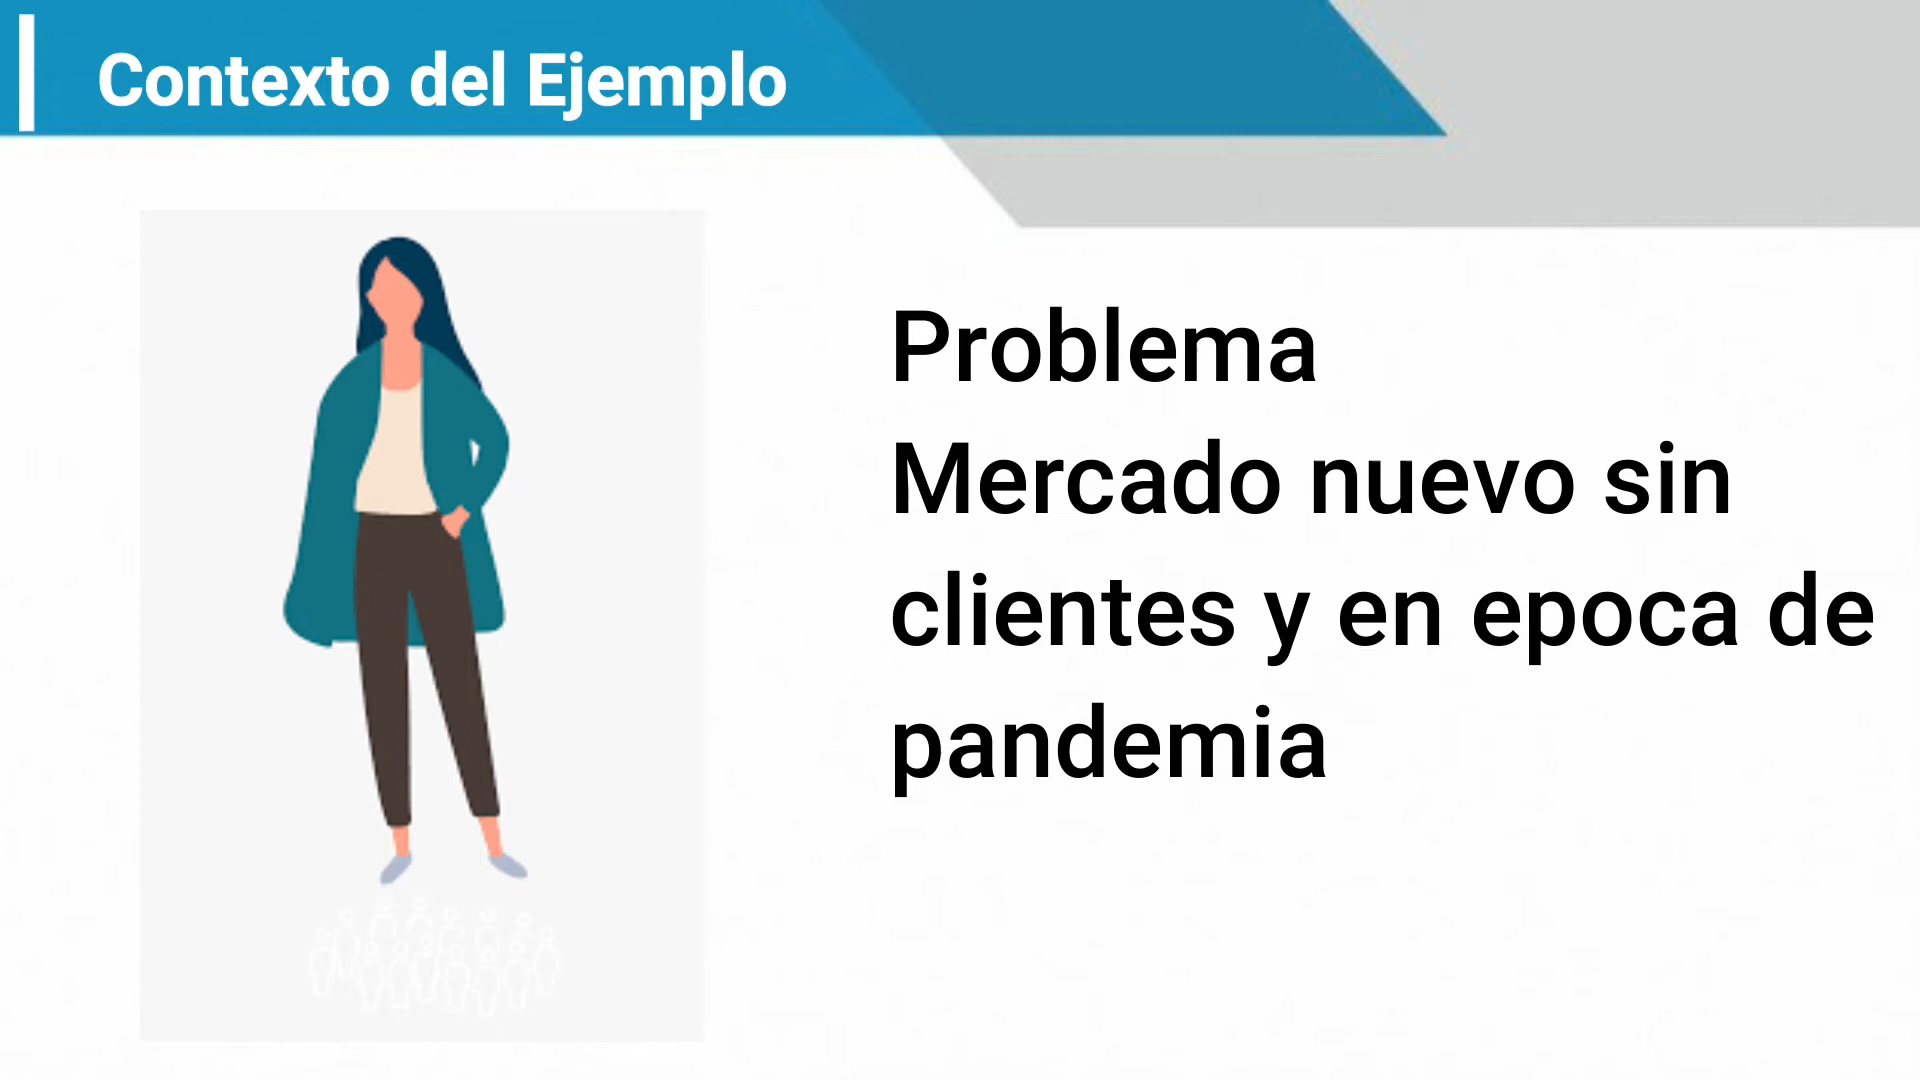 Contexto del Ejemplo
Problema
Mercado nuevo sin
clientes y en epoca de
pandemia